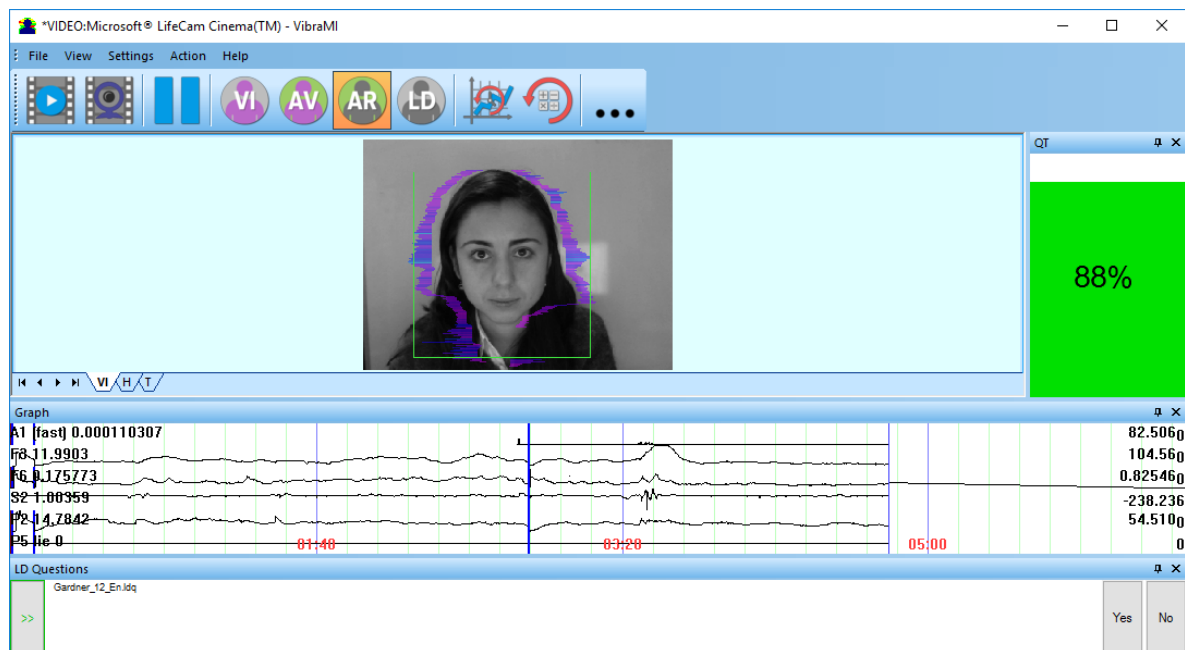 *VIDEO:Microsoft® LifeCam Cinema(TM) - VibraMI
File View Settings Action Help
VI AV AR LD
QT
88%
VI H T
Graph
A1 (fast) 0.000110307 82.5060
11.9903 104.560
0.175773 0.825460
S2 1.00359 -238.236
14,7842 54.5100
P5 lie 0 0
01:40 03:20 05:00
LD Questions
>> Gardner_12_En.ldq Yes No